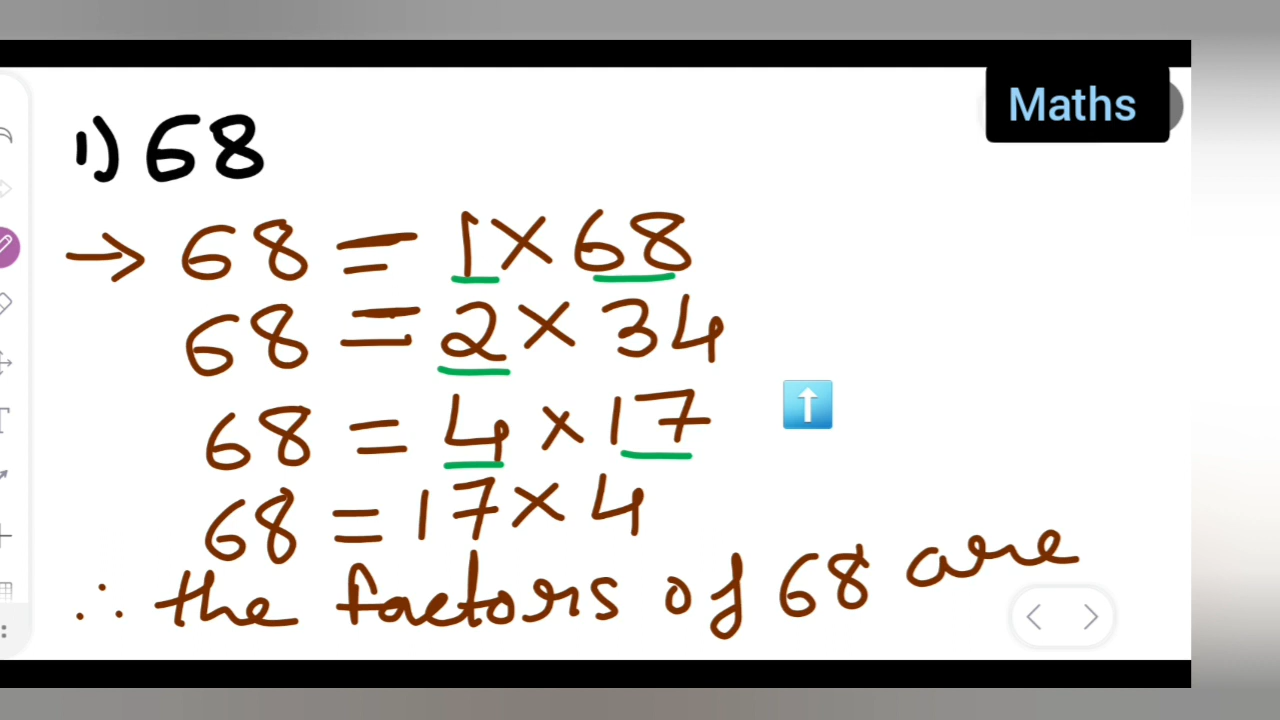 Maths
1) 68
→ 68 = 1 × 68
68 = 2 × 34
68 = 4 × 17
68 = 17 × 4
∴ the factors of 68 are